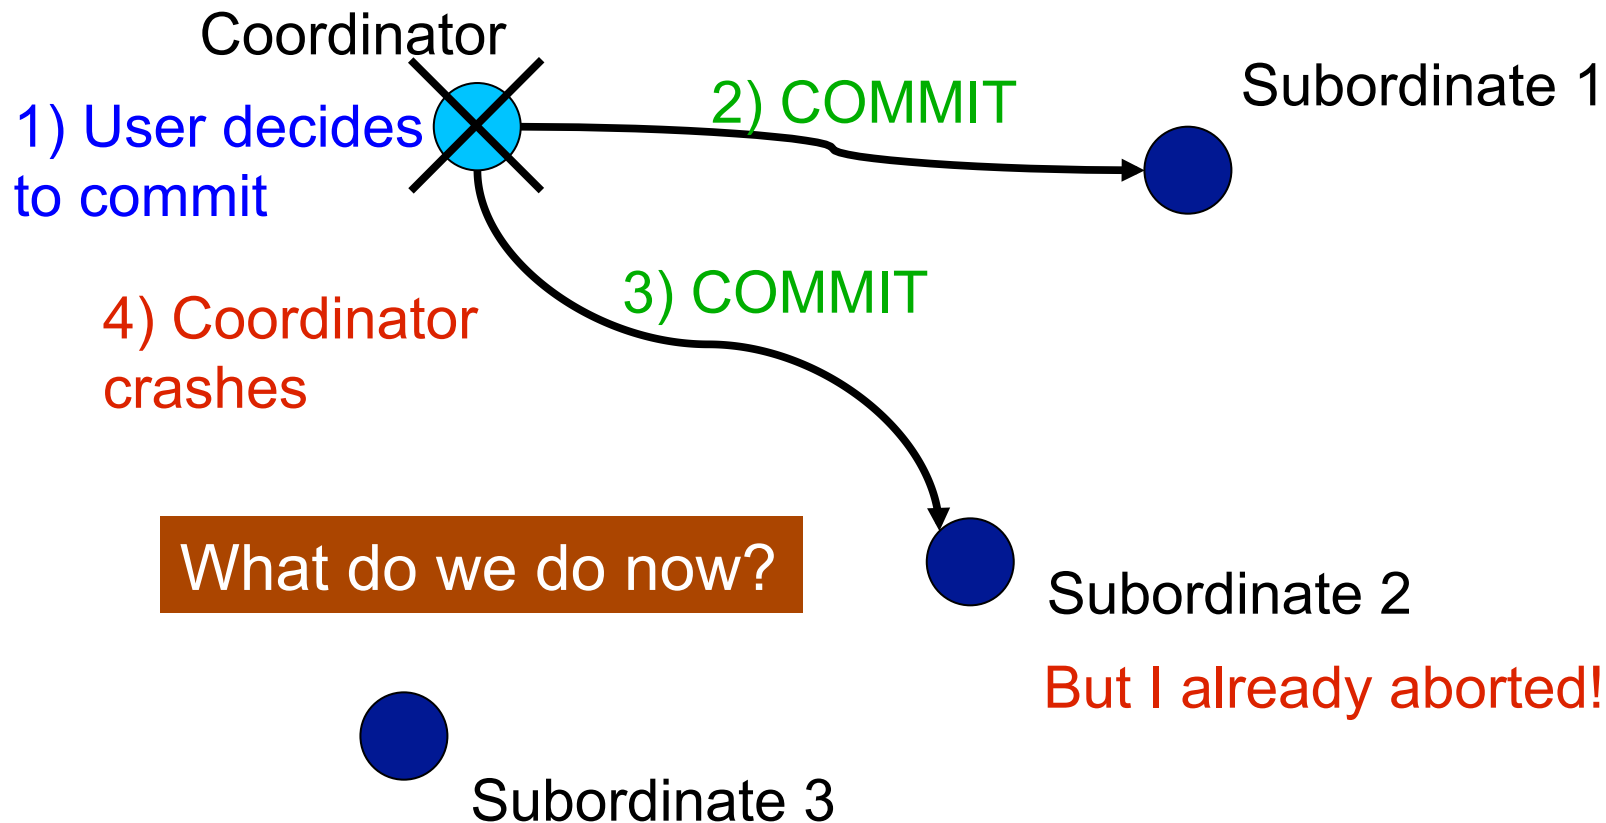 Coordinator
Subordinate 1
1) User decides
to commit
2) COMMIT
3) COMMIT
4) Coordinator
crashes
What do we do now?
Subordinate 2
But I already aborted!
Subordinate 3